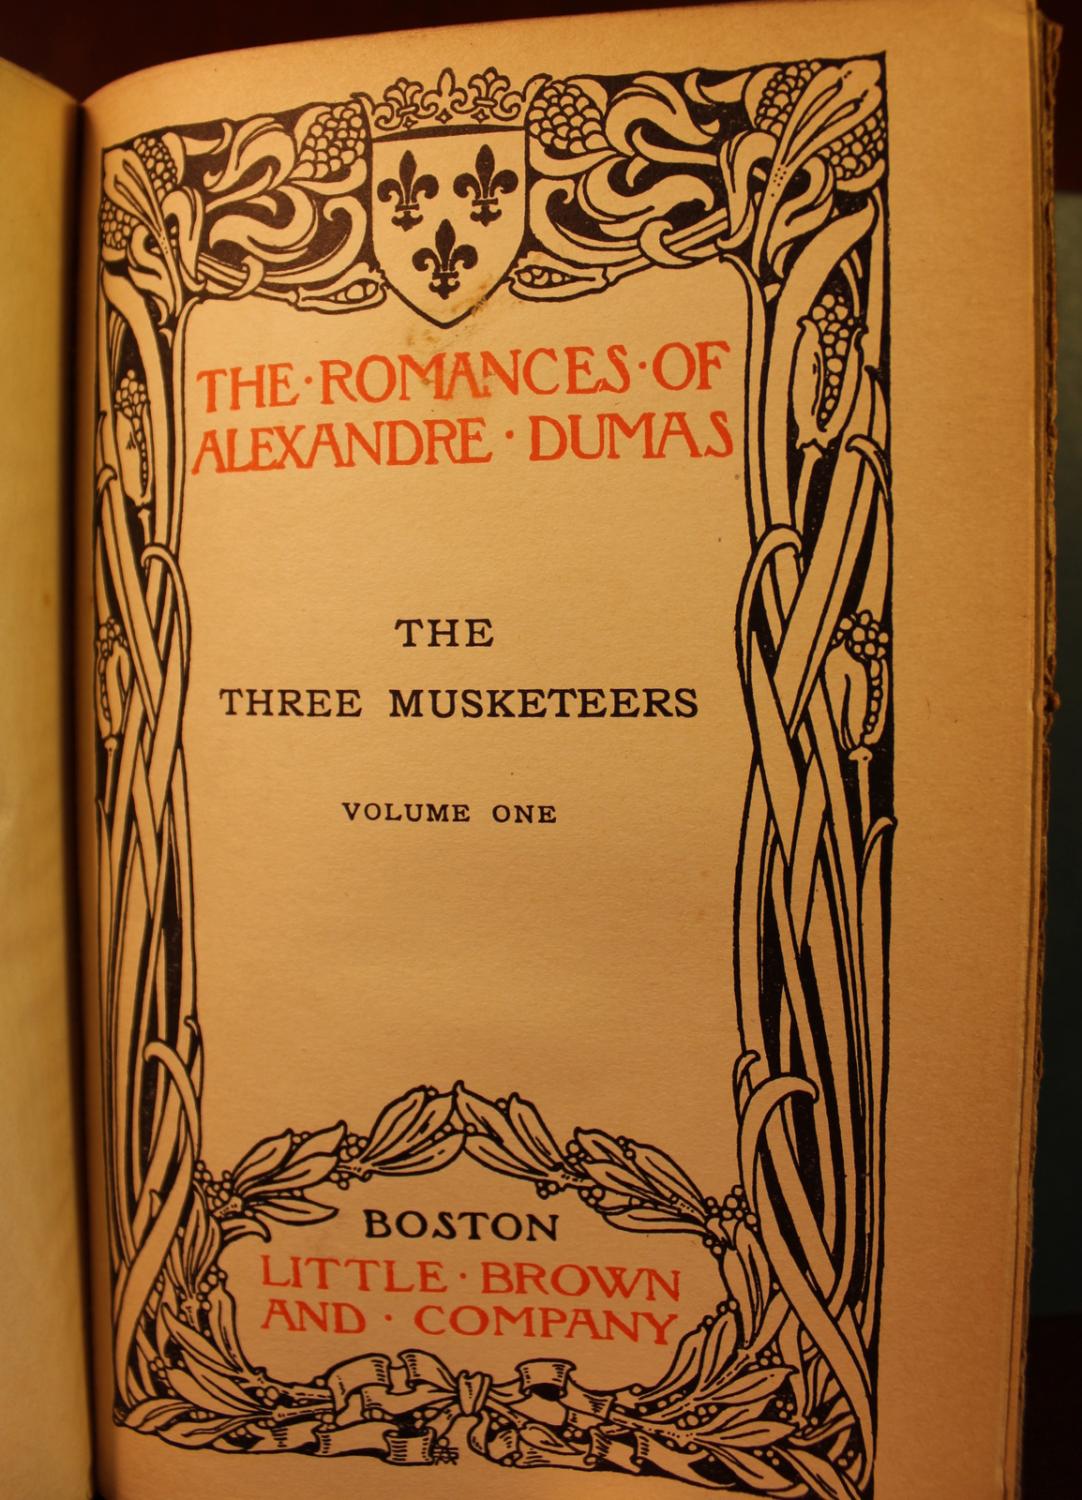 THE·ROMANCES·OF
ALEXANDRE·DUMAS
THE
THREE MUSKETEERS
VOLUME ONE
BOSTON
LITTLE·BROWN
AND·COMPANY